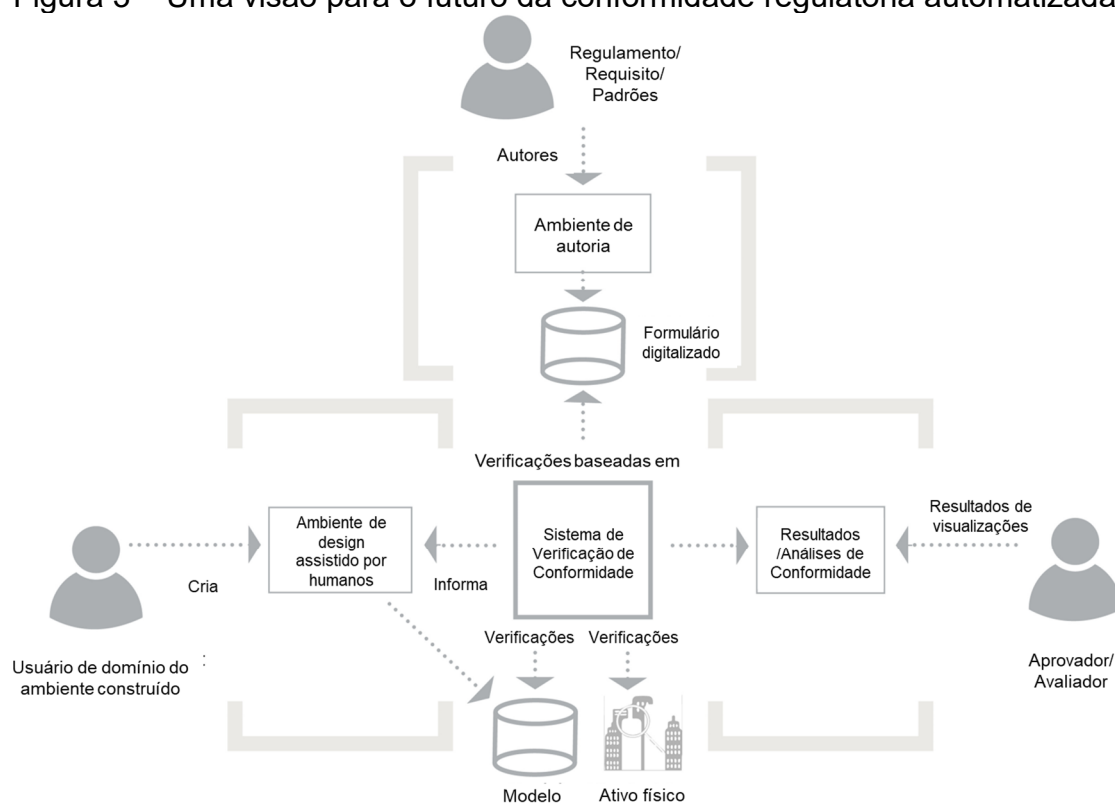 Figura 3 – Uma visão para o futuro da conformidade regulatória automatizada
Regulamento/
Requisito/
Padrões
Autores
Ambiente de
autoria
Formulário
digitalizado
Verificações baseadas em
Sistema de
Verificação de
Conformidade
Ambiente de
design
assistido por
humanos
Cria
Informa
Usuário de domínio do
ambiente construído
:
Resultados
/Análises de
Conformidade
Resultados de
visualizações
Aprovador/
Avaliador
Verificações
Verificações
Modelo
Ativo físico